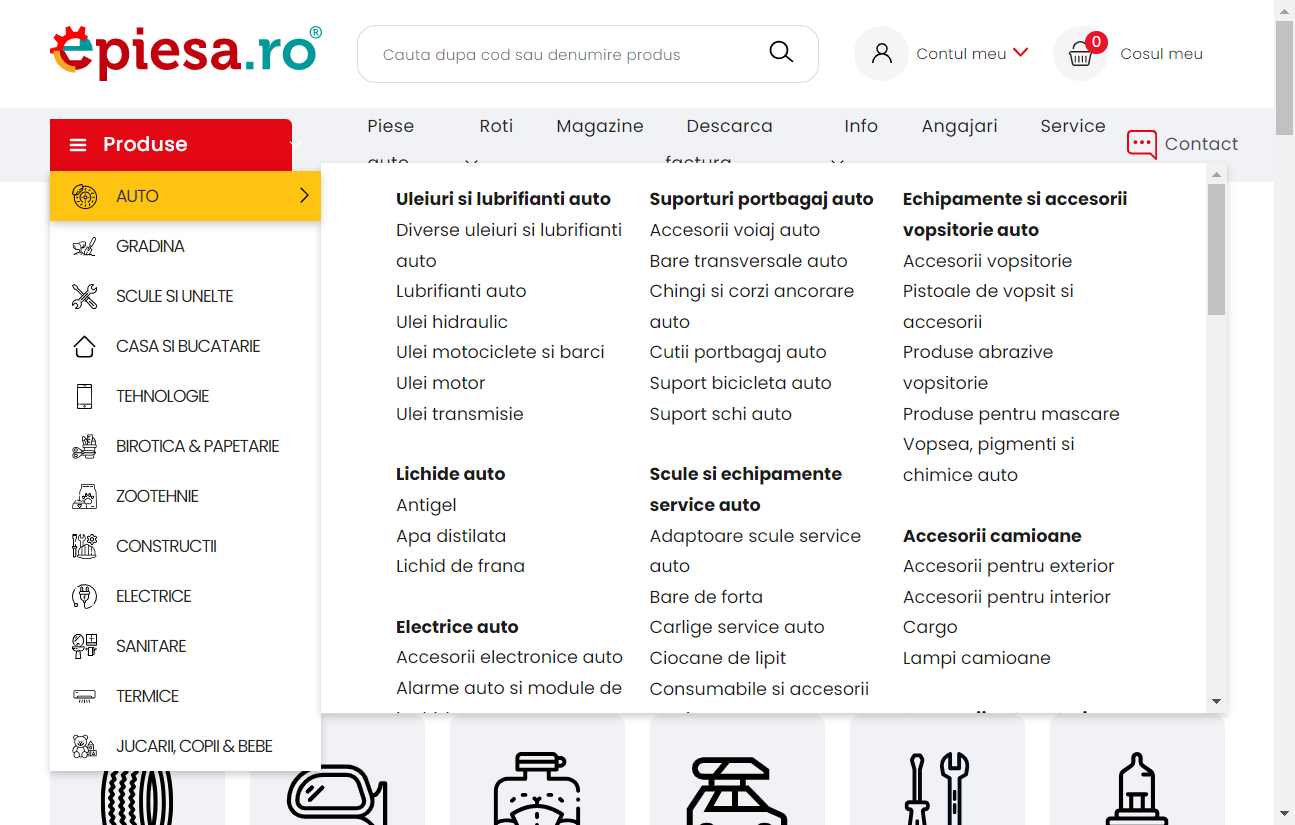 epiesa.ro®
Cauta dupa cod sau denumire produs
Contul meu
0
Cosul meu
Produse
Piese
auto
Roti
Magazine
Descarca
factura
Info
Angajari
Service
Contact
AUTO
GRADINA
SCULE SI UNELTE
CASA SI BUCATARIE
TEHNOLOGIE
BIROTICA & PAPETARIE
ZOOTEHNIE
CONSTRUCTII
ELECTRICE
SANITARE
TERMICE
JUCARII, COPII & BEBE
Uleiuri si lubrifianti auto
Diverse uleiuri si lubrifianti
auto
Lubrifianti auto
Ulei hidraulic
Ulei motociclete si barci
Ulei motor
Ulei transmisie
Lichide auto
Antigel
Apa distilata
Lichid de frana
Electrice auto
Accesorii electronice auto
Alarme auto si module de
Suporturi portbagaj auto
Accesorii voiaj auto
Bare transversale auto
Chingi si corzi ancorare
auto
Cutii portbagaj auto
Suport bicicleta auto
Suport schi auto
Scule si echipamente
service auto
Adaptoare scule service
auto
Bare de forta
Carlige service auto
Ciocane de lipit
Consumabile si accesorii
Echipamente si accesorii
vopsitorie auto
Accesorii vopsitorie
Pistoale de vopsit si
accesorii
Produse abrazive
vopsitorie
Produse pentru mascare
Vopsea, pigmenti si
chimice auto
Accesorii camioane
Accesorii pentru exterior
Accesorii pentru interior
Cargo
Lampi camioane